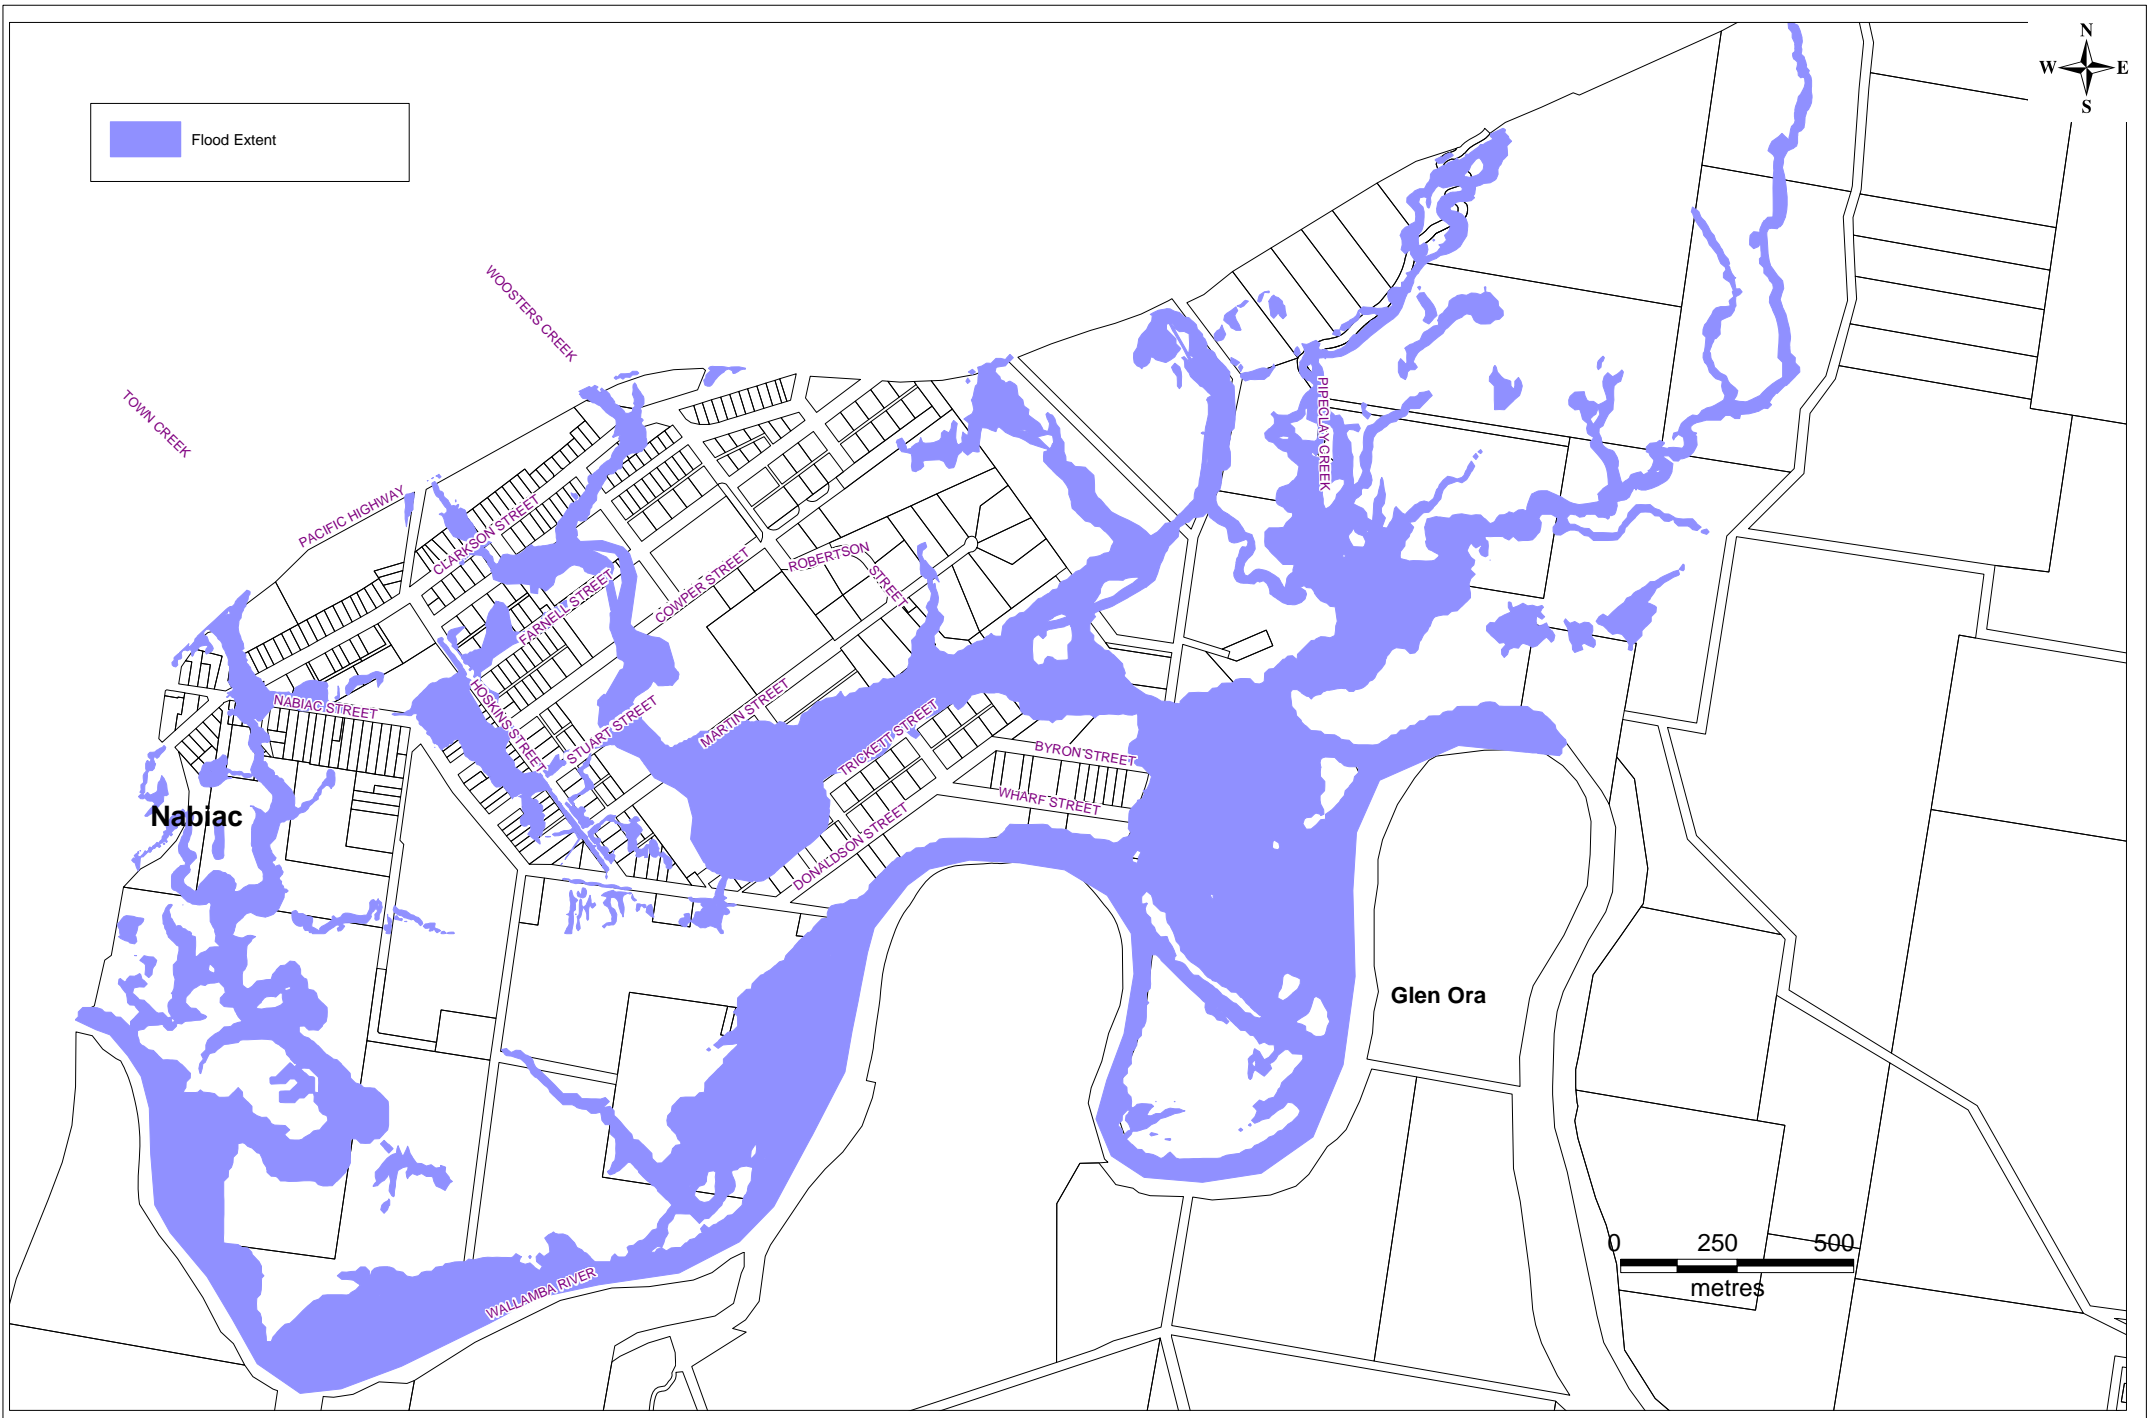 N
W E
S
Flood Extent
WOOSTERS CREEK
TOWN CREEK
PACIFIC HIGHWAY
CLARKSON STREET
PIPECLAY CREEK
FARNELL STREET
COWPER STREET
ROBERTSON
STREET
NABIAC STREET
HOSKINS STREET
STUART STREET
MARTIN STREET
TRICKETT STREET
BYRON STREET
WHARF STREET
DONALDSON STREET
Nabiac
Glen Ora
WALLAMBA RIVER
0 250 500
metres